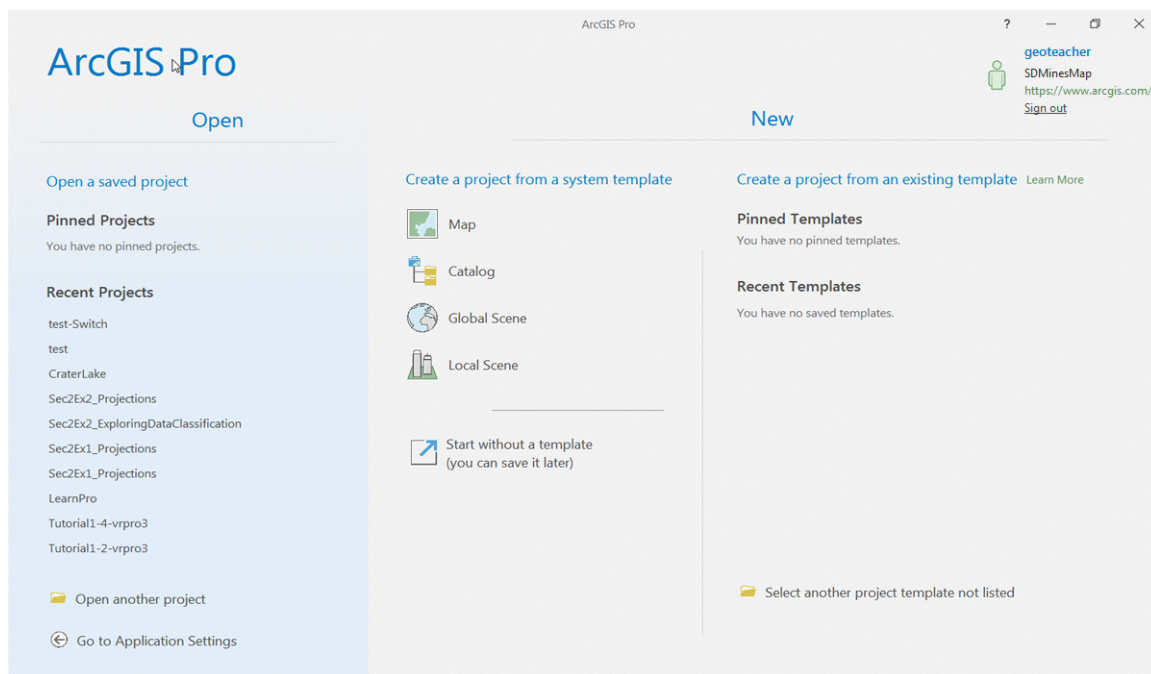 ArcGIS Pro
?
ArcGIS Pro
geoteacher
SDMinesMap
https://www.arcgis.com/
Sign out
Open
New
Open a saved project
Pinned Projects
You have no pinned projects.
Recent Projects
test-Switch
test
CraterLake
Sec2Ex2_Projections
Sec2Ex2_ExploringDataClassification
Sec2Ex1_Projections
Sec2Ex1_Projections
LearnPro
Tutorial1-4-vrpro3
Tutorial1-2-vrpro3
Open another project
Go to Application Settings
Create a project from a system template
Map
Catalog
Global Scene
Local Scene
Start without a template
(you can save it later)
Create a project from an existing template Learn More
Pinned Templates
You have no pinned templates.
Recent Templates
You have no saved templates.
Select another project template not listed